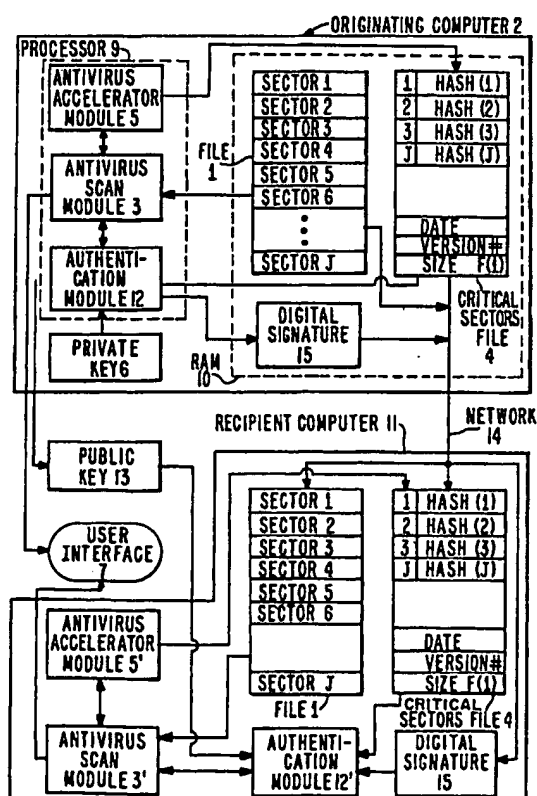 ORIGINATING COMPUTER 2
PROCESSOR 9
ANTIVIRUS
ACCELERATOR
MODULE 5
ANTIVIRUS
SCAN
MODULE 3
AUTHENTI-
CATION
MODULE 12
PRIVATE
KEY 6
RAM
10
FILE
1
SECTOR 1
SECTOR 2
SECTOR 3
SECTOR 4
SECTOR 5
SECTOR 6
SECTOR J
1 HASH (1)
2 HASH (2)
3 HASH (3)
J HASH (J)
DATE
VERSION#
SIZE F(1)
CRITICAL
SECTORS
FILE
4
DIGITAL
SIGNATURE
15
NETWORK
14
RECIPIENT COMPUTER 11
PUBLIC
KEY 13
USER
INTERFACE
7
ANTIVIRUS
ACCELERATOR
MODULE 5'
ANTIVIRUS
SCAN
MODULE 3'
SECTOR 1
SECTOR 2
SECTOR 3
SECTOR 4
SECTOR 5
SECTOR 6
SECTOR J
FILE 1
1 HASH (1)
2 HASH (2)
3 HASH (3)
J HASH (J)
DATE
VERSION#
SIZE F(1)
CRITICAL
SECTORS FILE 4
AUTHENTI-
CATION
MODULE 12'
DIGITAL
SIGNATURE
15